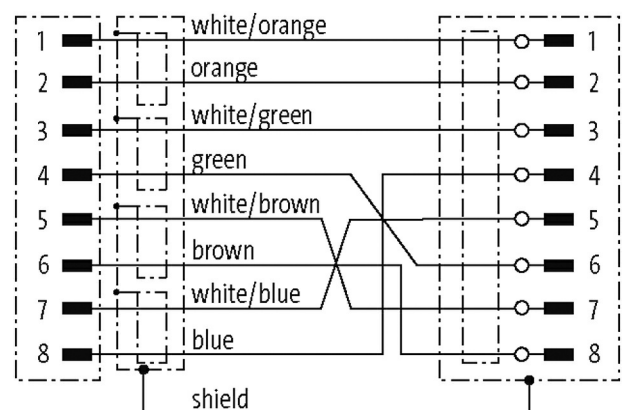 1 white/orange 1
2 orange 2
3 white/green 3
4 green 4
5 white/brown 5
6 brown 6
7 white/blue 7
8 blue 8
shield